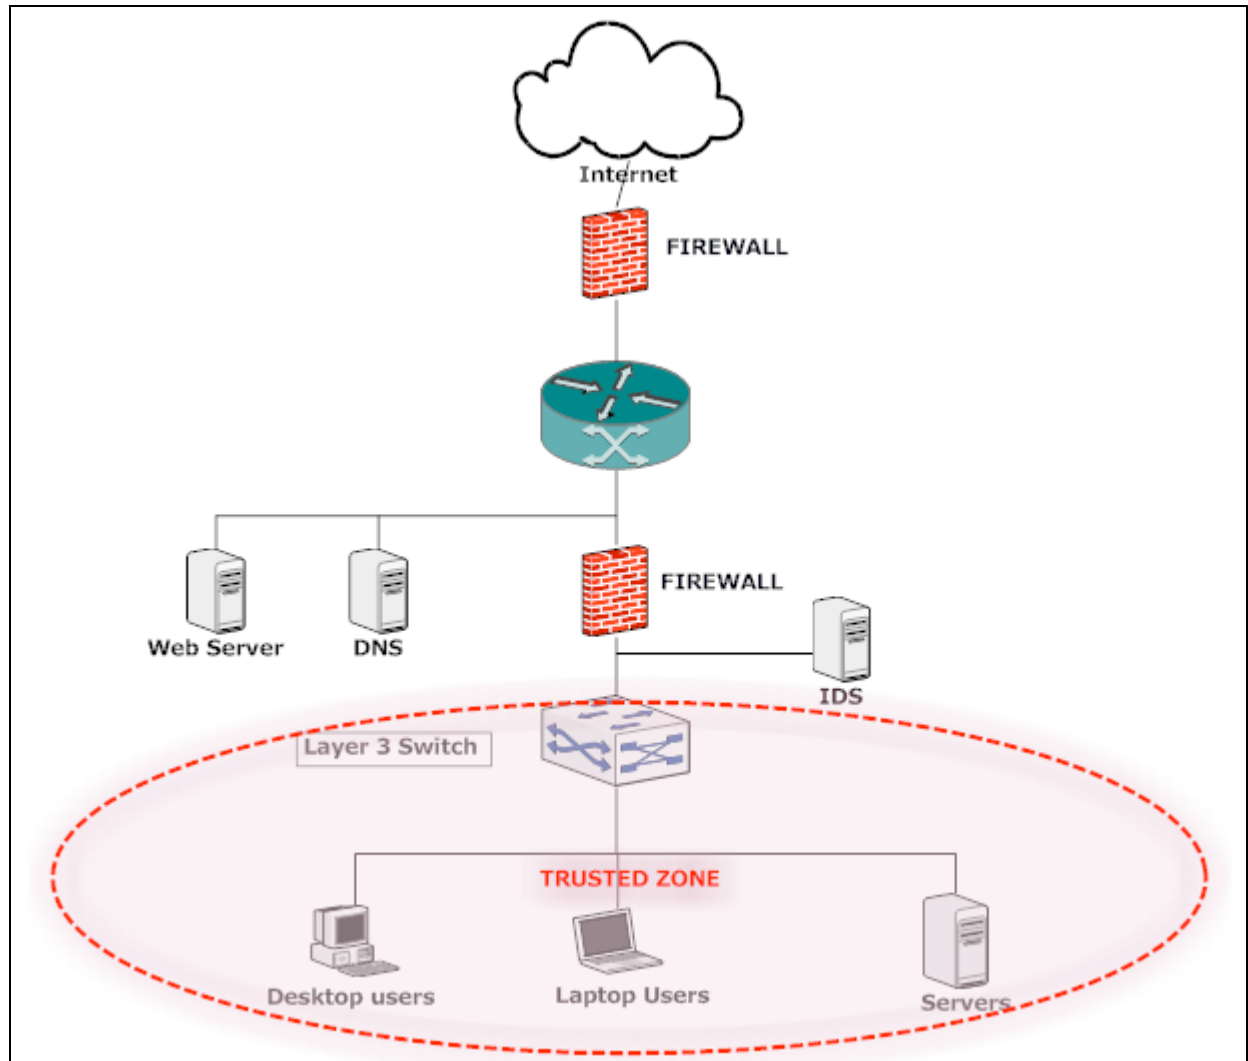 Internet
FIREWALL
FIREWALL
Web Server
DNS
IDS
Layer 3 Switch
TRUSTED ZONE
Desktop users
Laptop Users
Servers